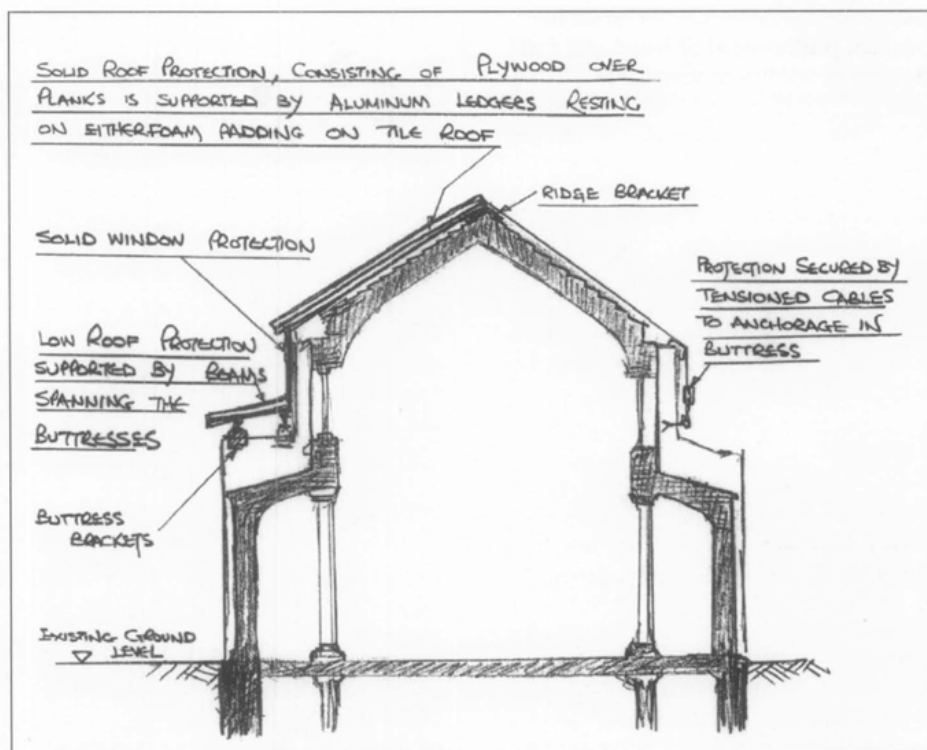 SOLID ROOF PROTECTION, CONSISTING OF PLYWOOD OVER
PLANKS IS SUPPORTED BY ALUMINUM LEDGERS RESTING
ON EITHER FOAM PADDING ON TILE ROOF
RIDGE BRACKET
SOLID WINDOW PROTECTION
PROTECTION SECURED BY
TENSIONED CABLES
TO ANCHORAGE IN
BUTTRESS
LOW ROOF PROTECTION
SUPPORTED BY BEAMS
SPANNING THE
BUTTRESSES
BUTTRESS
BRACKETS
EXISTING GROUND
LEVEL